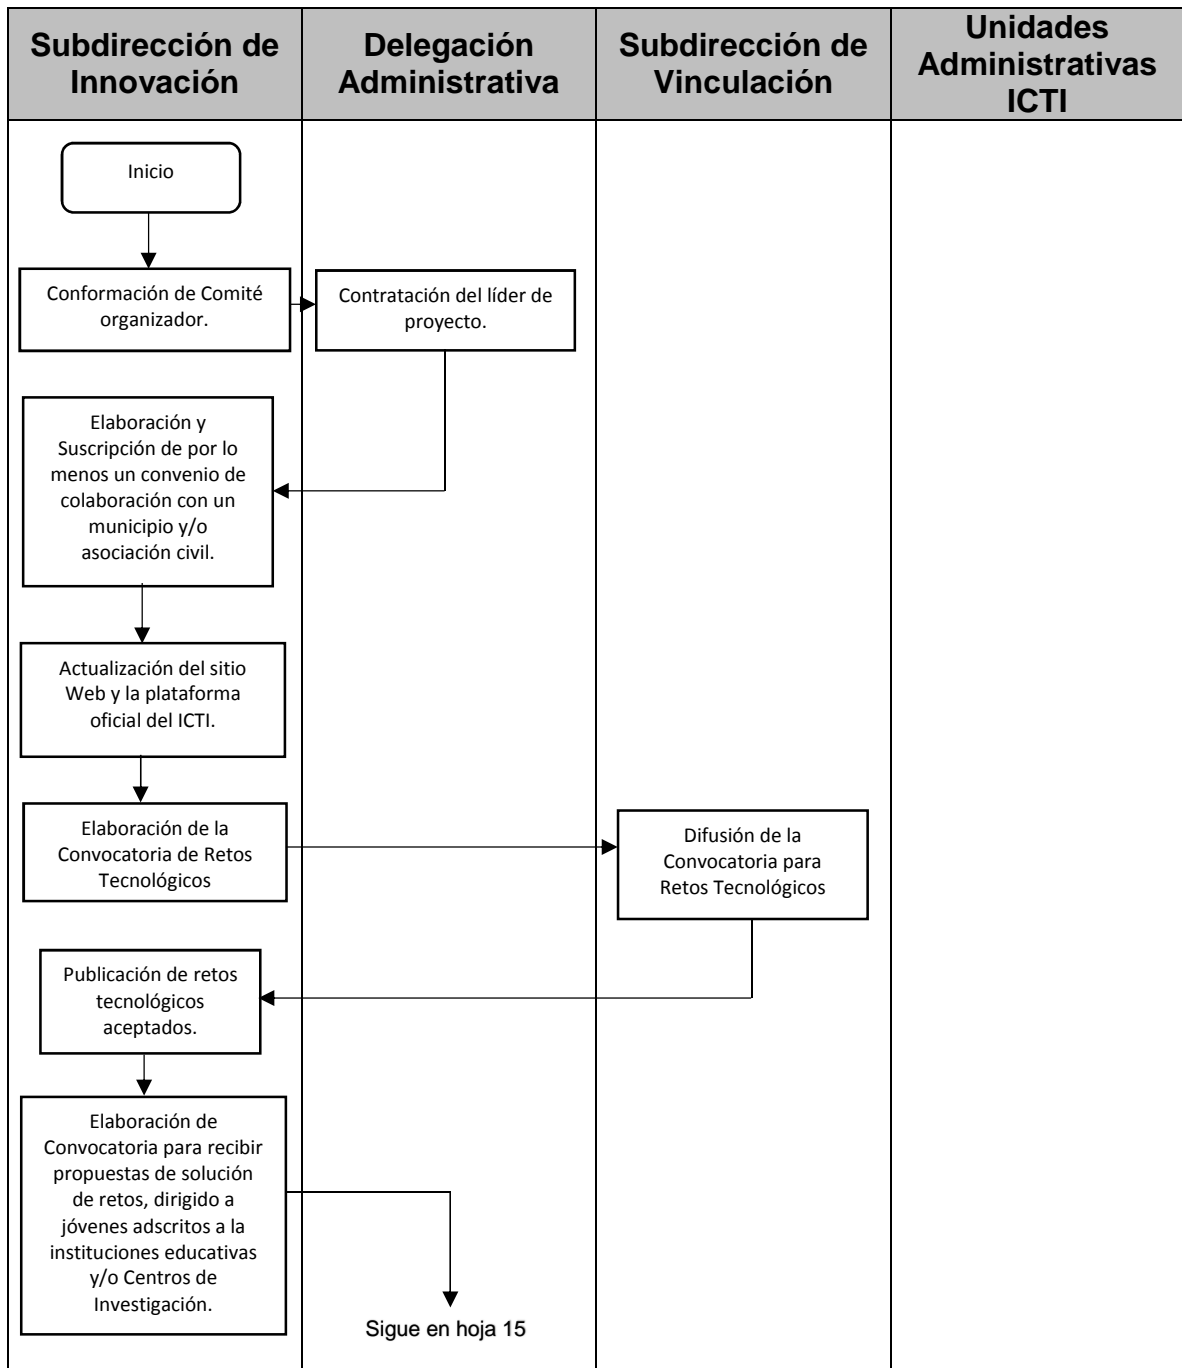 Subdirección de
Innovación
Delegación
Administrativa
Subdirección de
Vinculación
Unidades
Administrativas
ICTI
Inicio
Conformación de Comité
organizador.
Contratación del líder de
proyecto.
Elaboración y
Suscripción de por lo
menos un convenio de
colaboración con un
municipio y/o
asociación civil.
Actualización del sitio
Web y la plataforma
oficial del ICTI.
Elaboración de la
Convocatoria de Retos
Tecnológicos
Difusión de la
Convocatoria para
Retos Tecnológicos
Publicación de retos
tecnológicos
aceptados.
Elaboración de
Convocatoria para recibir
propuestas de solución
de retos, dirigido a
jóvenes adscritos a la
instituciones educativas
y/o Centros de
Investigación.
Sigue en hoja 15